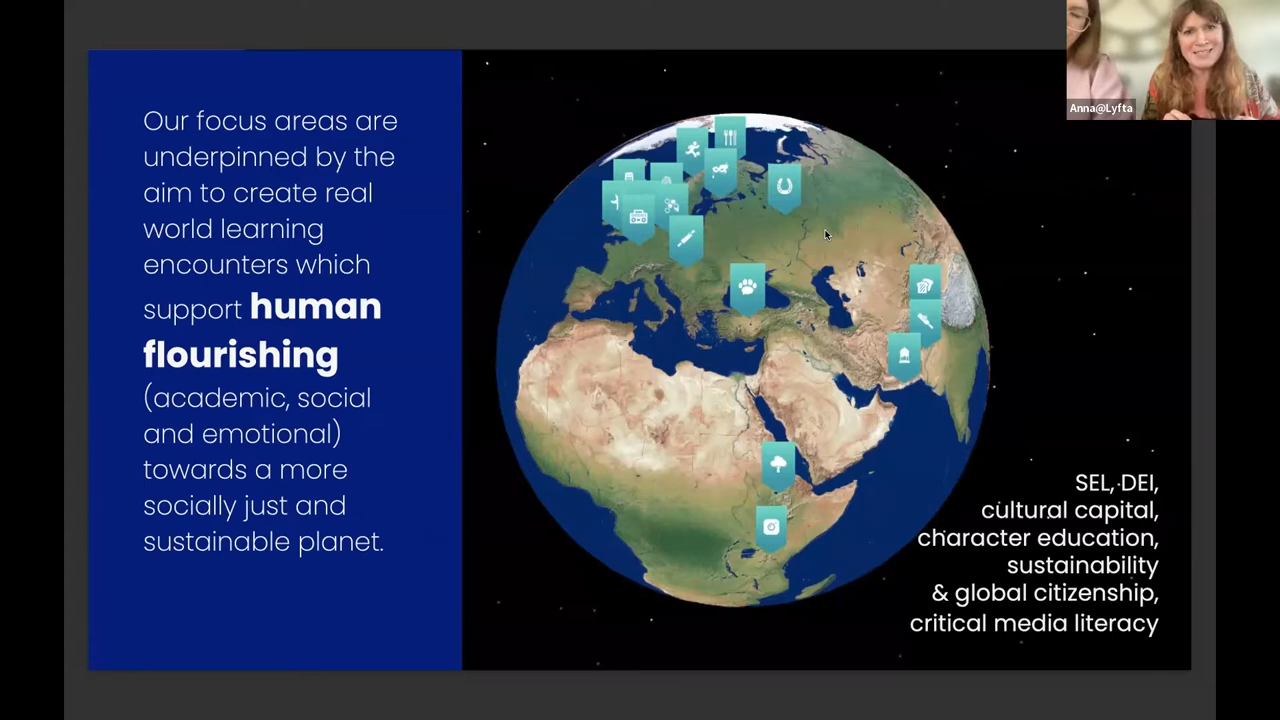 Our focus areas are
underpinned by the
aim to create real
world learning
encounters which
support human
flourishing
(academic, social
and emotional)
towards a more
socially just and
sustainable planet.
SEL, DEI,
cultural capital,
character education,
sustainability
& global citizenship,
critical media literacy
Anna@Lyfta